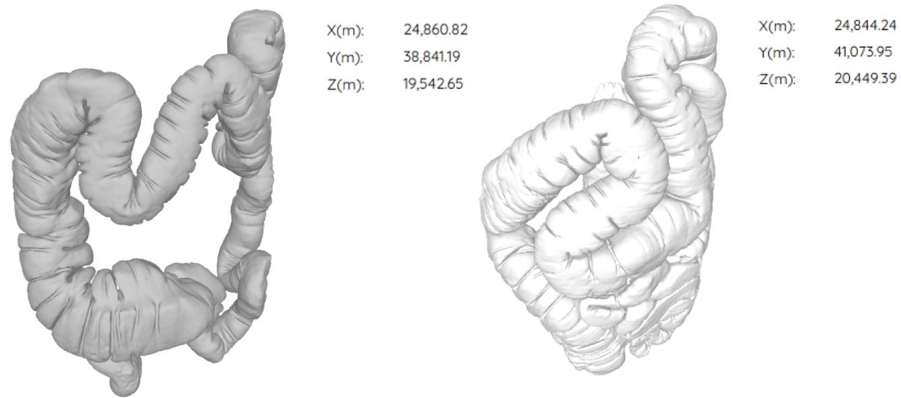 X(m): 24,860.82
Y(m): 38,841.19
Z(m): 19,542.65
X(m): 24,844.24
Y(m): 41,073.95
Z(m): 20,449.39